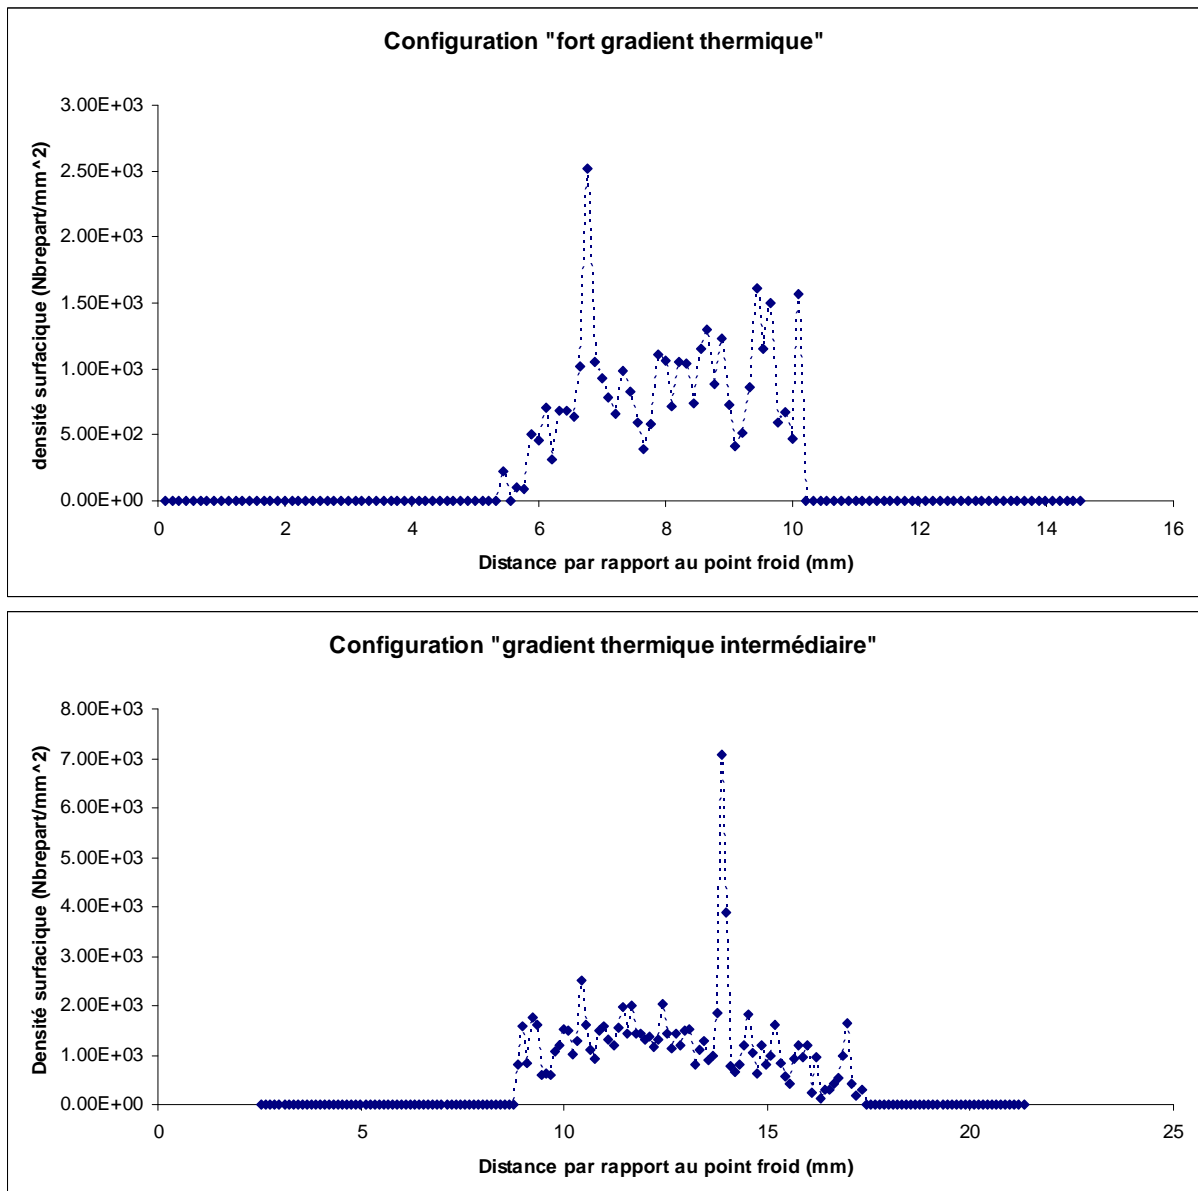 Configuration "fort gradient thermique"
densité surfacique (Nbrepart/mm^2)
3.00E+03
2.50E+03
2.00E+03
1.50E+03
1.00E+03
5.00E+02
0.00E+00
0 2 4 6 8 10 12 14 16
Distance par rapport au point froid (mm)
Configuration "gradient thermique intermédiaire"
Densité surfacique (Nbrepart/mm^2)
8.00E+03
7.00E+03
6.00E+03
5.00E+03
4.00E+03
3.00E+03
2.00E+03
1.00E+03
0.00E+00
0 5 10 15 20 25
Distance par rapport au point froid (mm)